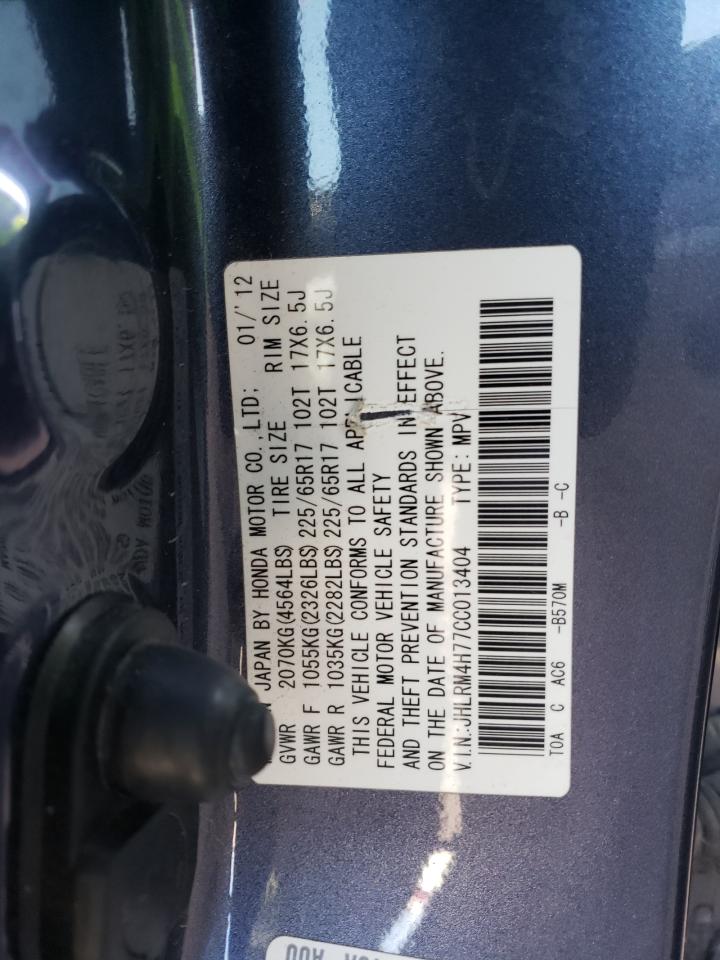 JAPAN BY HONDA MOTOR CO.,LTD; 01/'12
GVWR 2070KG(4564LBS) TIRE SIZE RIM SIZE
GAWR F 1055KG(2326LBS)225/65R17 102T 17X6.5J
GAWR R 1035KG(2282LBS)225/65R17 102T 17X6.5J
THIS VEHICLE CONFORMS TO ALL APPLICABLE
FEDERAL MOTOR VEHICLE SAFETY
AND THEFT PREVENTION STANDARDS IN EFFECT
ON THE DATE OF MANUFACTURE SHOWN ABOVE.
V.I.N:JHLRM4H77CC013404 TYPE:MPV
TOA C AC6 -B570M -B -C